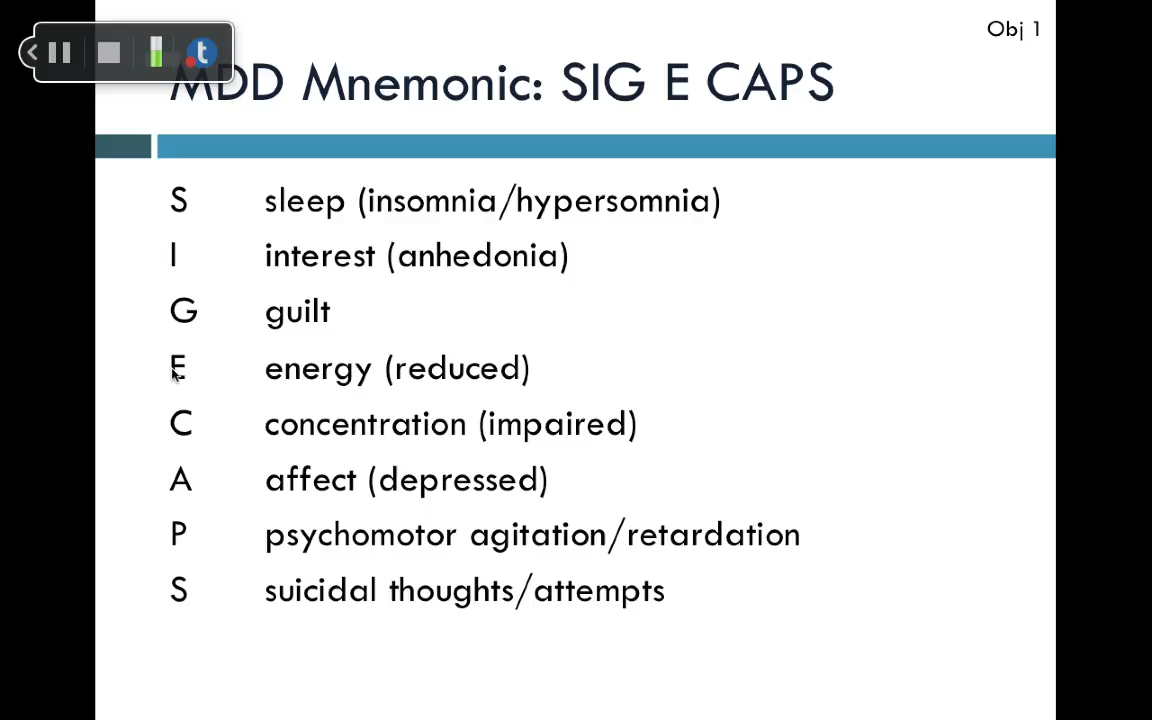 Obj 1
MDD Mnemonic: SIG E CAPS
S sleep (insomnia/hypersomnia)
I interest (anhedonia)
G guilt
E energy (reduced)
C concentration (impaired)
A affect (depressed)
P psychomotor agitation/retardation
S suicidal thoughts/attempts
t